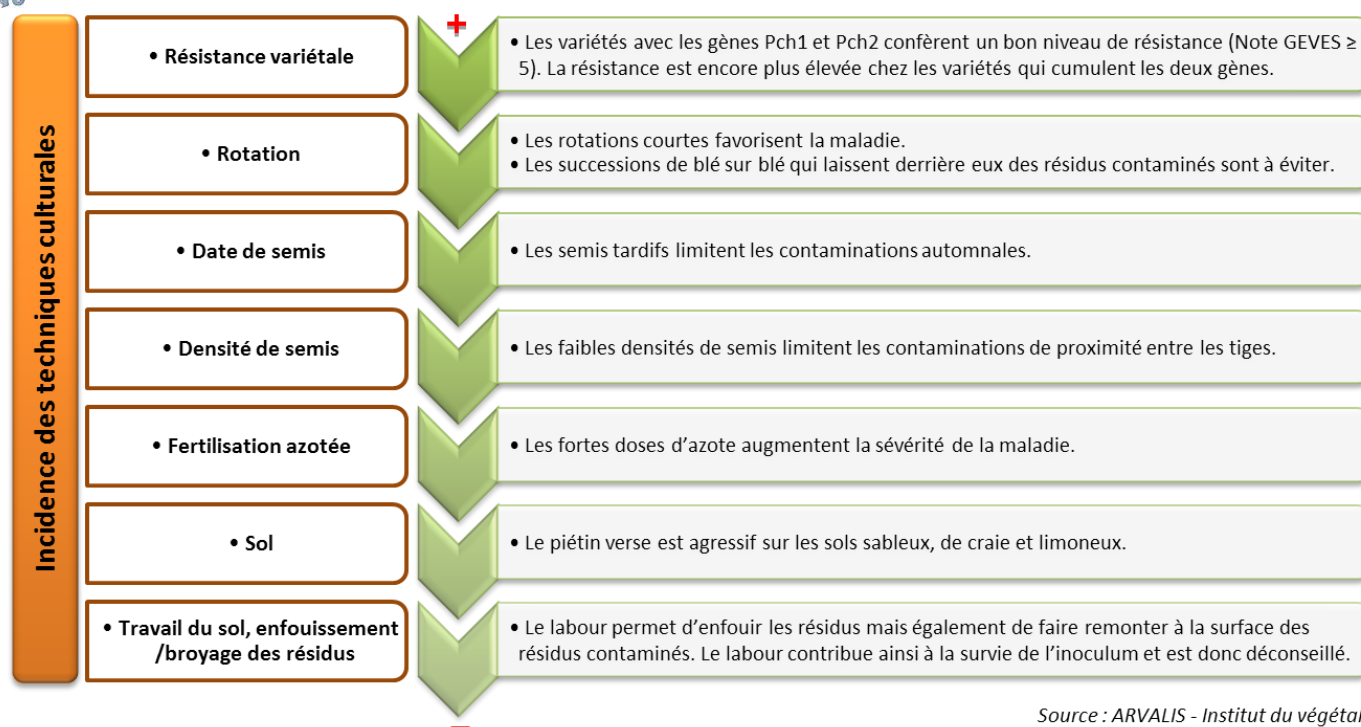 Incidence des techniques culturales
+
• Résistance variétale
• Les variétés avec les gènes Pch1 et Pch2 confèrent un bon niveau de résistance (Note GEVES ≥
5). La résistance est encore plus élevée chez les variétés qui cumulent les deux gènes.
• Rotation
• Les rotations courtes favorisent la maladie.
• Les successions de blé sur blé qui laissent derrière eux des résidus contaminés sont à éviter.
• Date de semis
• Les semis tardifs limitent les contaminations automnales.
• Densité de semis
• Les faibles densités de semis limitent les contaminations de proximité entre les tiges.
• Fertilisation azotée
• Les fortes doses d’azote augmentent la sévérité de la maladie.
• Sol
• Le piétin verse est agressif sur les sols sableux, de craie et limoneux.
• Travail du sol, enfouissement
/broyage des résidus
• Le labour permet d’enfouir les résidus mais également de faire remonter à la surface des
résidus contaminés. Le labour contribue ainsi à la survie de l’inoculum et est donc déconseillé.
Source : ARVALIS - Institut du végétal